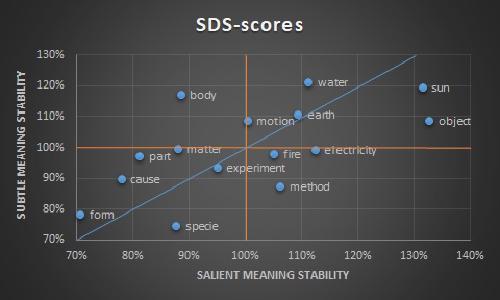 SDS-scores
130%
120%
110%
100%
90%
80%
70%
70%
80%
90%
100%
110%
120%
130%
140%
SUBTLE MEANING STABILITY
SALIENT MEANING STABILITY
water
sun
body
earth
motion
object
matter
part
fire
electricity
experiment
cause
method
form
specie